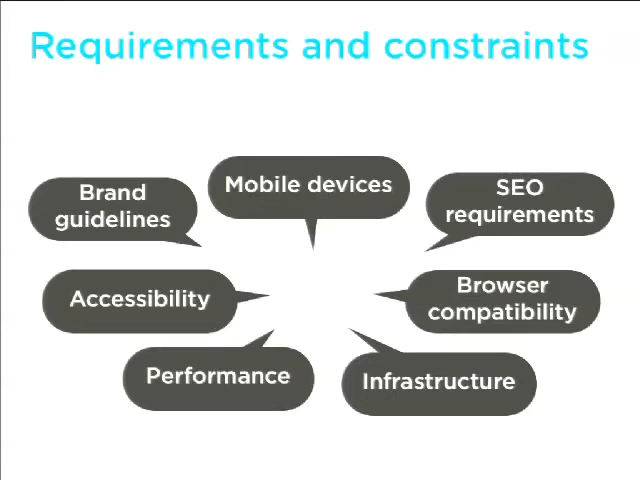 Requirements and constraints
Mobile devices
Brand
guidelines
SEO
requirements
Accessibility
Browser
compatibility
Performance
Infrastructure